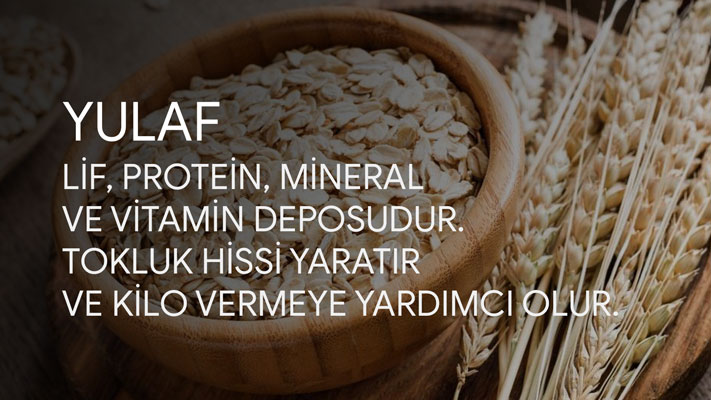 YULAF
LİF, PROTEİN, MİNERAL
VE VİTAMİN DEPOSUDUR.
TOKLUK HİSSİ YARATIR
VE KİLO VERMEYE YARDIMCI OLUR.